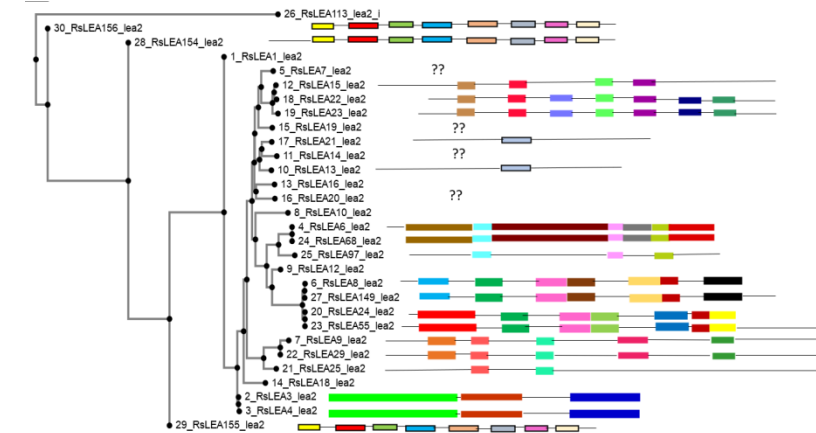 26_RsLEA113_lea2_i
30_RsLEA156_lea2
28_RsLEA154_lea2
1_RsLEA1_lea2
5_RsLEA7_lea2 ??
12_RsLEA15_lea2
18_RsLEA22_lea2
19_RsLEA23_lea2
15_RsLEA19_lea2 ??
17_RsLEA21_lea2
11_RsLEA14_lea2 ??
10_RsLEA13_lea2
13_RsLEA16_lea2
16_RsLEA20_lea2 ??
8_RsLEA10_lea2
4_RsLEA6_lea2
24_RsLEA68_lea2
25_RsLEA97_lea2
9_RsLEA12_lea2
6_RsLEA8_lea2
27_RsLEA149_lea2
20_RsLEA24_lea2
23_RsLEA55_lea2
7_RsLEA9_lea2
22_RsLEA29_lea2
21_RsLEA25_lea2
14_RsLEA18_lea2
2_RsLEA3_lea2
3_RsLEA4_lea2
29_RsLEA155_lea2